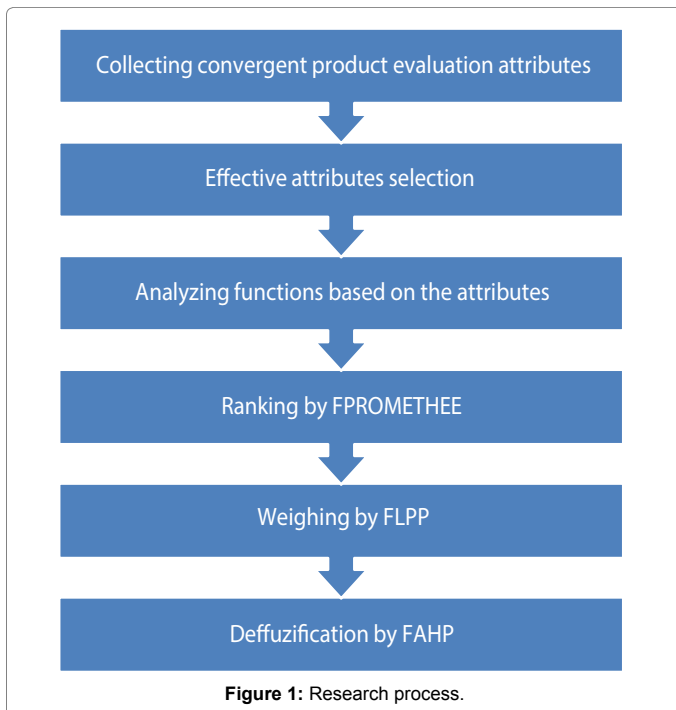 Collecting convergent product evaluation attributes
Effective attributes selection
Analyzing functions based on the attributes
Ranking by FPROMETHEE
Weighing by FLPP
Deffuzification by FAHP
Figure 1: Research process.